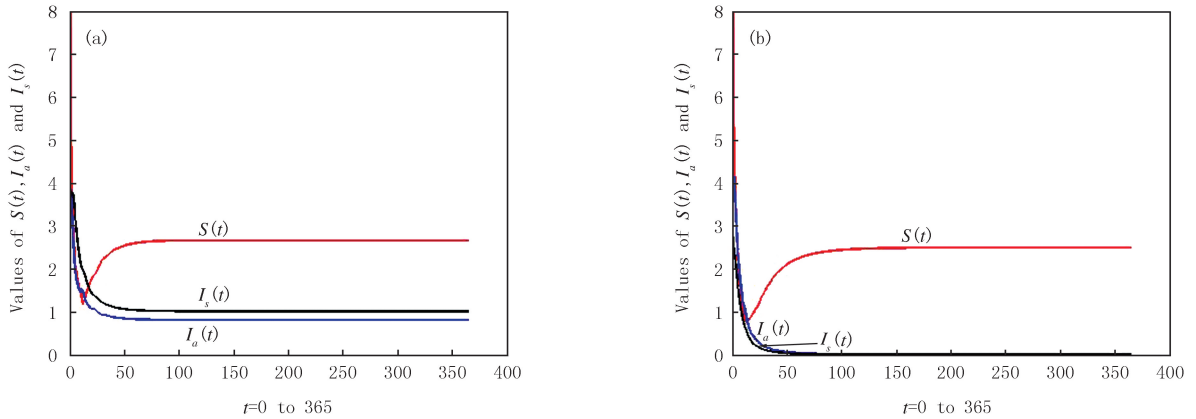 (a)
Values of S(t), I_a(t) and I_s(t)
8
7
6
5
4
3
2
1
0
S(t)
I_s(t)
I_a(t)
0 50 100 150 200 250 300 350 400
t=0 to 365
(b)
Values of S(t), I_a(t) and I_s(t)
8
7
6
5
4
3
2
1
0
S(t)
I_a(t)
I_s(t)
0 50 100 150 200 250 300 350 400
t=0 to 365